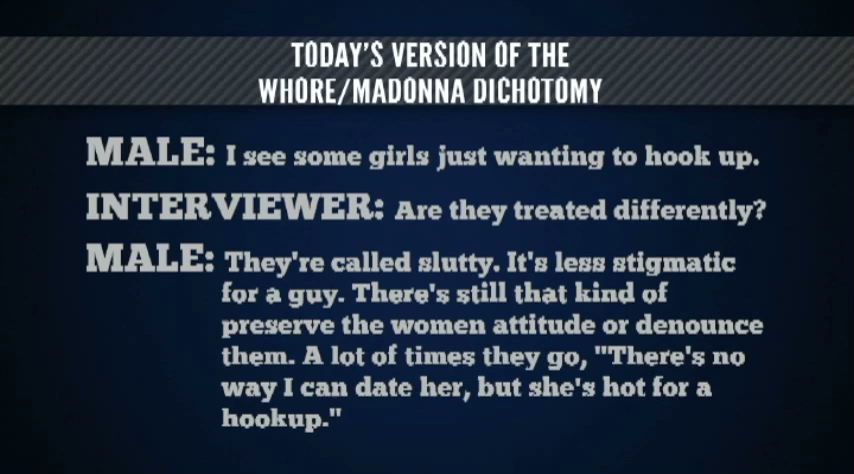 TODAY'S VERSION OF THE
WHORE/MADONNA DICHOTOMY
MALE: I see some girls just wanting to hook up.
INTERVIEWER: Are they treated differently?
MALE: They're called slutty. It's less stigmatic
for a guy. There's still that kind of
preserve the women attitude or denounce
them. A lot of times they go, "There's no
way I can date her, but she's hot for a
hookup."